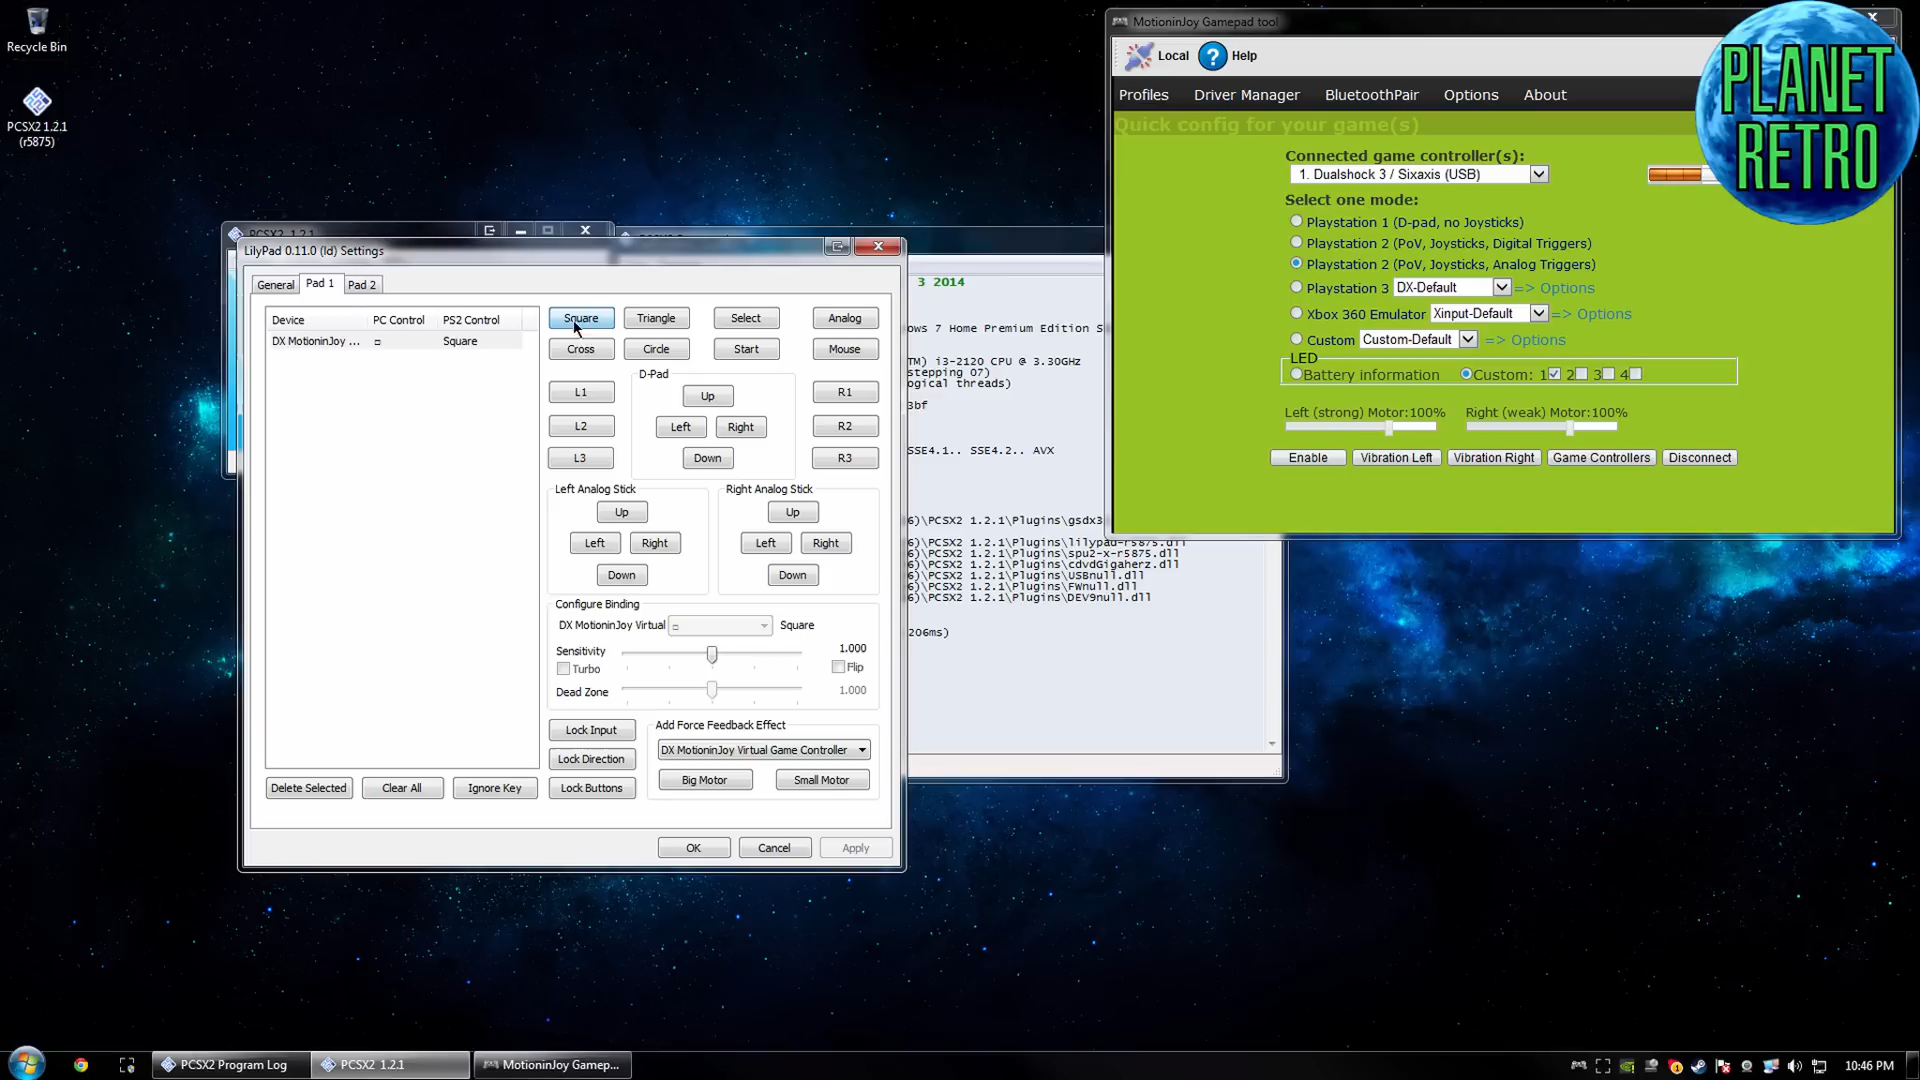 Recycle Bin
PCSX2 1.2.1
(r5875)
MotioninJoy Gamepad tool
Local
Help
Profiles
Driver Manager
BluetoothPair
Options
About
PLANET
RETRO
Quick config for your game(s)
Connected game controller(s):
1. Dualshock 3 / Sixaxis (USB)
Select one mode:
Playstation 1 (D-pad, no Joysticks)
Playstation 2 (PoV, Joysticks, Digital Triggers)
Playstation 2 (PoV, Joysticks, Analog Triggers)
Playstation 3 DX-Default => Options
Xbox 360 Emulator Xinput-Default => Options
Custom Custom-Default => Options
LED
Battery information Custom: 1 2 3 4
Left (strong) Motor:100% Right (weak) Motor:100%
Enable Vibration Left Vibration Right Game Controllers Disconnect
PCSX2 1.2.1
LilyPad 0.11.0 (ld) Settings
General Pad 1 Pad 2
Device PC Control PS2 Control
DX MotioninJoy ... □ Square
Square Triangle Select Analog
Cross Circle Start Mouse
D-Pad
L1 Up R1
L2 Left Right R2
L3 Down R3
Left Analog Stick Right Analog Stick
Up Up
Left Right Left Right
Down Down
Configure Binding
DX MotioninJoy Virtual □ Square
Sensitivity 1.000
Turbo Flip
Dead Zone 1.000
Lock Input
Add Force Feedback Effect
Lock Direction
DX MotioninJoy Virtual Game Controller
Big Motor Small Motor
Delete Selected Clear All Ignore Key Lock Buttons
OK Cancel Apply
3 2014
ows 7 Home Premium Edition S
TM) i3-2120 CPU @ 3.30GHz
stepping 07)
ogical threads)
3bf
SSE4.1.. SSE4.2.. AVX
6)\PCSX2 1.2.1\Plugins\gsdx3
6)\PCSX2 1.2.1\Plugins\lilypad-r5875.dll
6)\PCSX2 1.2.1\Plugins\spu2-x-r5875.dll
6)\PCSX2 1.2.1\Plugins\cdvdGigaherz.dll
6)\PCSX2 1.2.1\Plugins\USBnull.dll
6)\PCSX2 1.2.1\Plugins\FWnull.dll
6)\PCSX2 1.2.1\Plugins\DEV9null.dll
206ms)
PCSX2 Program Log
PCSX2 1.2.1
MotioninJoy Gamep...
10:46 PM